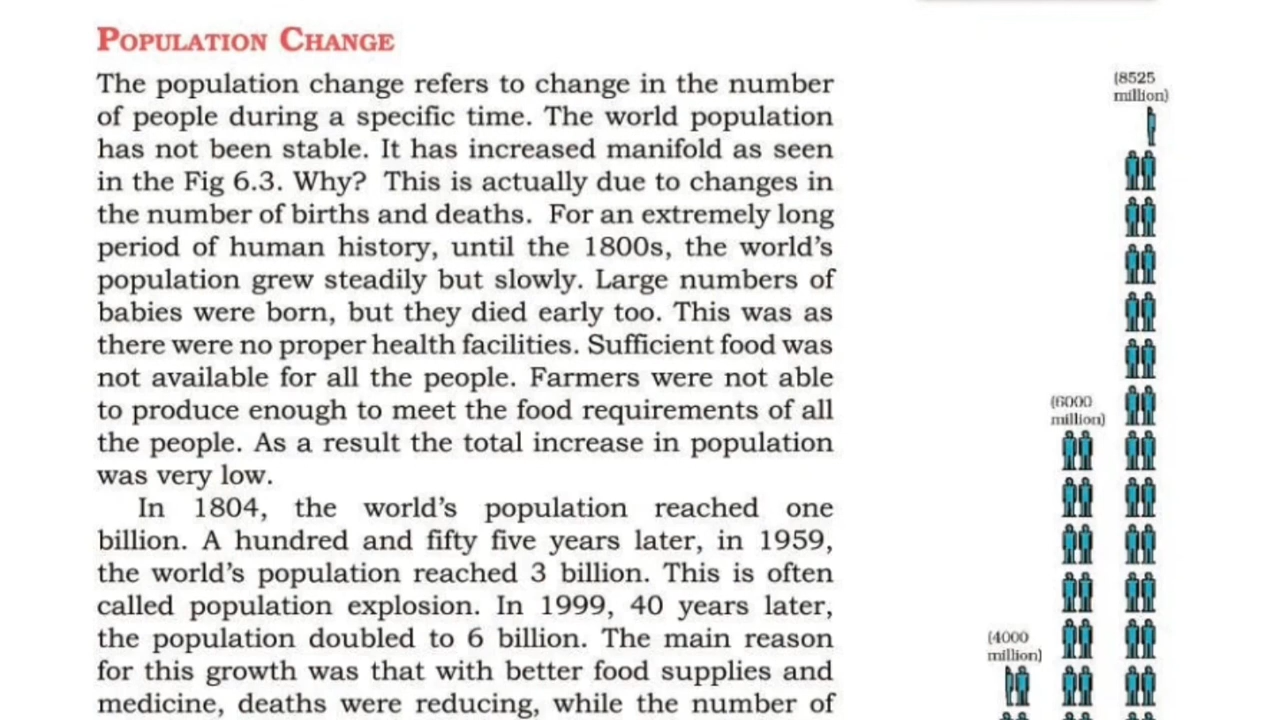 POPULATION CHANGE
The population change refers to change in the number
of people during a specific time. The world population
has not been stable. It has increased manifold as seen
in the Fig 6.3. Why? This is actually due to changes in
the number of births and deaths. For an extremely long
period of human history, until the 1800s, the world's
population grew steadily but slowly. Large numbers of
babies were born, but they died early too. This was as
there were no proper health facilities. Sufficient food was
not available for all the people. Farmers were not able
to produce enough to meet the food requirements of all
the people. As a result the total increase in population
was very low.
In 1804, the world's population reached one
billion. A hundred and fifty five years later, in 1959,
the world's population reached 3 billion. This is often
called population explosion. In 1999, 40 years later,
the population doubled to 6 billion. The main reason
for this growth was that with better food supplies and
medicine, deaths were reducing, while the number of
(8525
million)
(6000
million)
(4000
million)